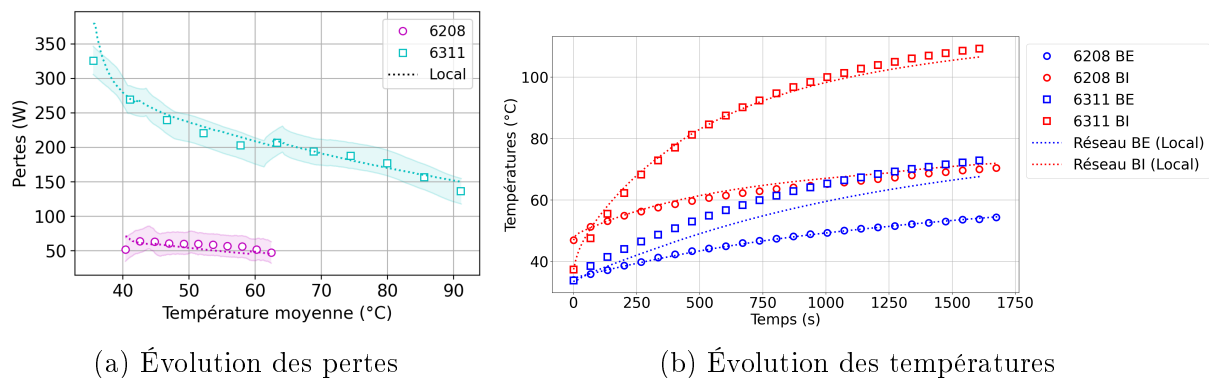 350
300
250
200
150
100
50
Pertes (W)
40
50
60
70
80
90
Température moyenne (°C)
6208
6311
Local
(a) Évolution des pertes
100
80
60
40
Températures (°C)
0
250
500
750
1000
1250
1500
1750
Temps (s)
6208 BE
6208 BI
6311 BE
6311 BI
Réseau BE (Local)
Réseau BI (Local)
(b) Évolution des températures